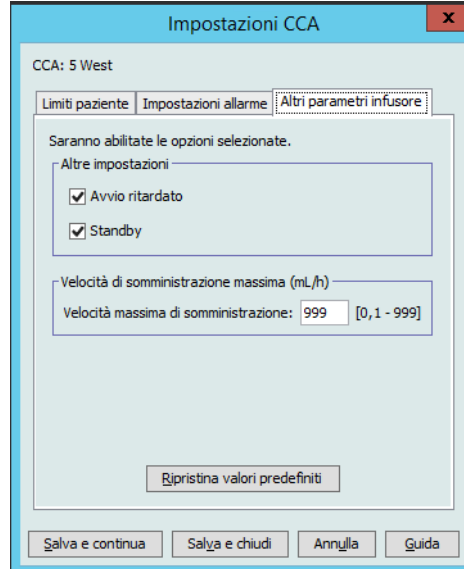 Impostazioni CCA
x
CCA: 5 West
Limiti paziente Impostazioni allarme Altri parametri infusore
Saranno abilitate le opzioni selezionate.
Altre impostazioni
Avvio ritardato
Standby
Velocità di somministrazione massima (mL/h)
Velocità massima di somministrazione: 999 [0,1 - 999]
Ripristina valori predefiniti
Salva e continua Salva e chiudi Annulla Guida